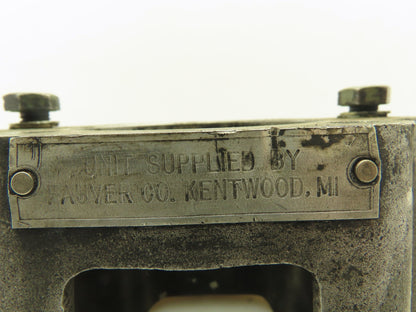 UNIT SUPPLIED BY
CO. KENTWOOD, MI